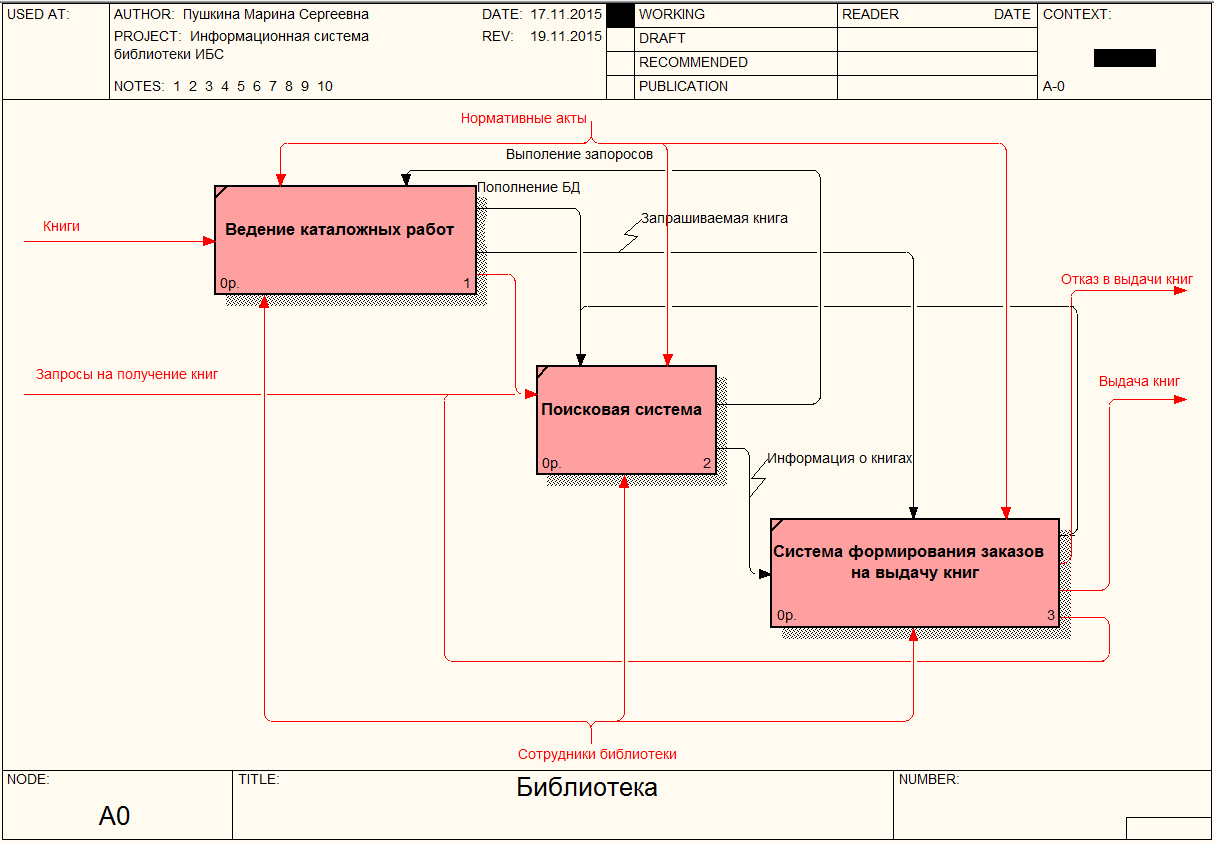 USED AT:
AUTHOR: Пушкина Марина Сергеевна
DATE: 17.11.2015
PROJECT: Информационная система
библиотеки ИБС
REV: 19.11.2015
NOTES: 1 2 3 4 5 6 7 8 9 10
WORKING
DRAFT
RECOMMENDED
PUBLICATION
READER
DATE
CONTEXT:
A-0
Нормативные акты
Выполение запоросов
Пополнение БД
Запрашиваемая книга
Книги
Ведение каталожных работ
0р.
1
Отказ в выдачи книг
Запросы на получение книг
Выдача книг
Поисковая система
0р.
2
Информация о книгах
Система формирования заказов
на выдачу книг
0р.
3
Сотрудники библиотеки
NODE:
A0
TITLE:
Библиотека
NUMBER: